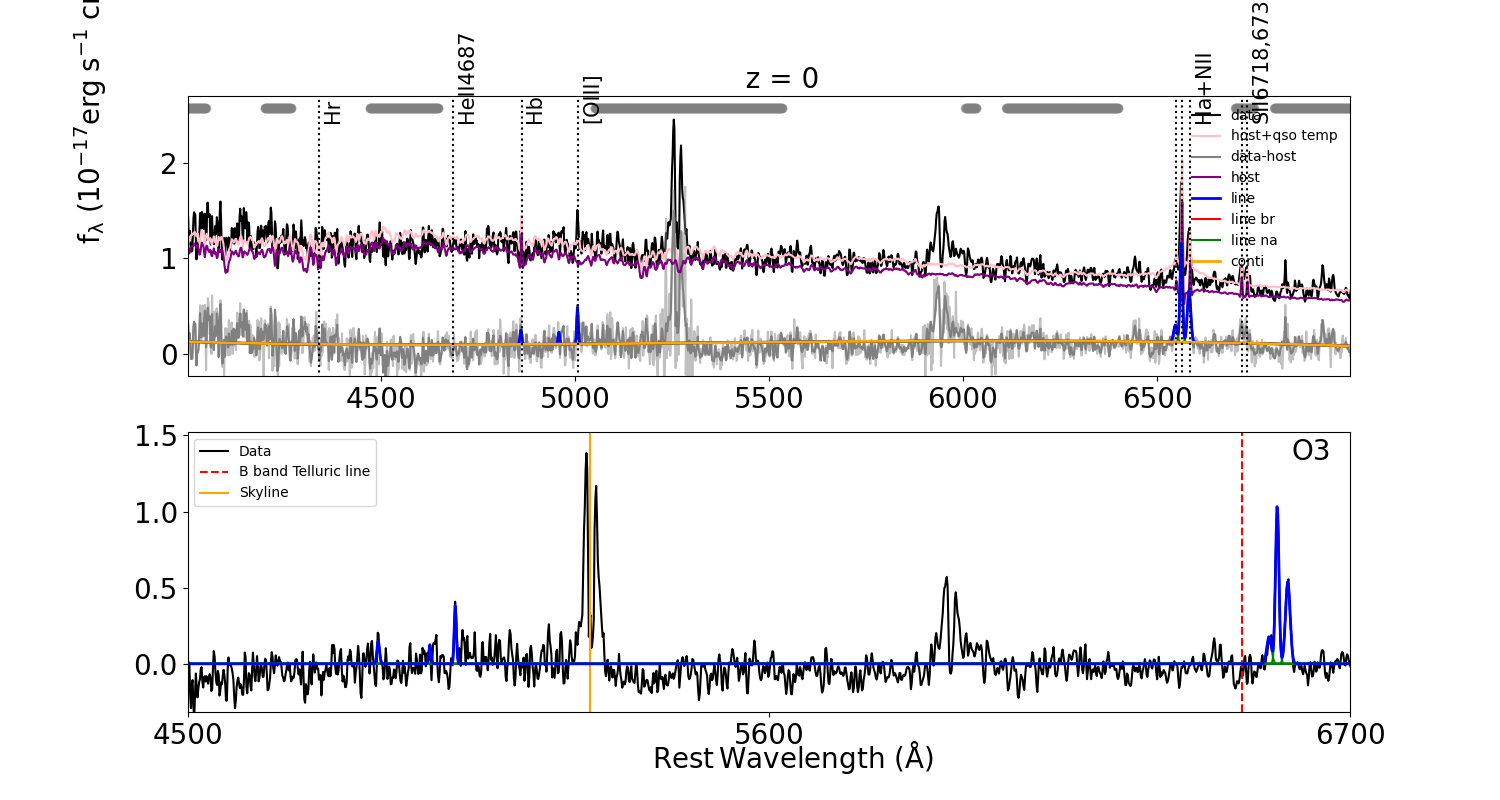 z = 0
f_λ (10^−17 erg s^−1 c
Hr
HeII4687
Hb
[OIII]
Ha+NII
SII6718,673
data
host+qso temp
data-host
host
line
line br
line na
conti
2
1
0
4500 5000 5500 6000 6500
O3
Data
B band Telluric line
Skyline
1.5
1.0
0.5
0.0
4500 5600 6700
Rest Wavelength (Å)